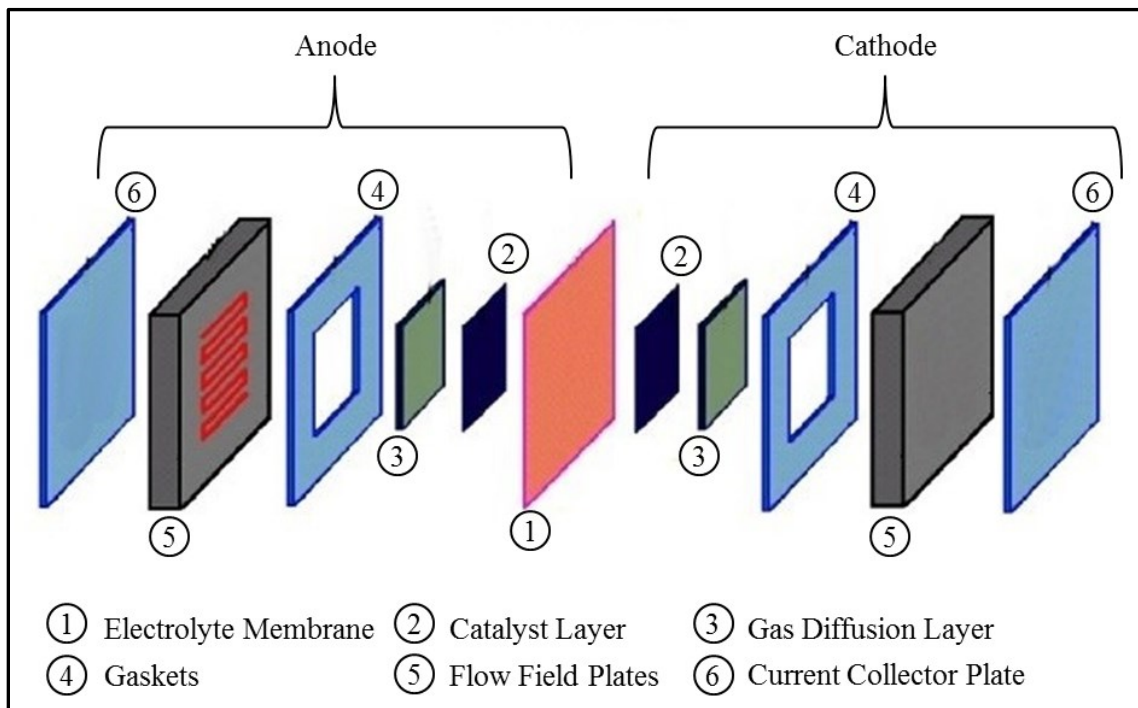 Anode
Cathode
6
4
4
6
2
2
3
3
5
1
5
1 Electrolyte Membrane 2 Catalyst Layer 3 Gas Diffusion Layer
4 Gaskets 5 Flow Field Plates 6 Current Collector Plate